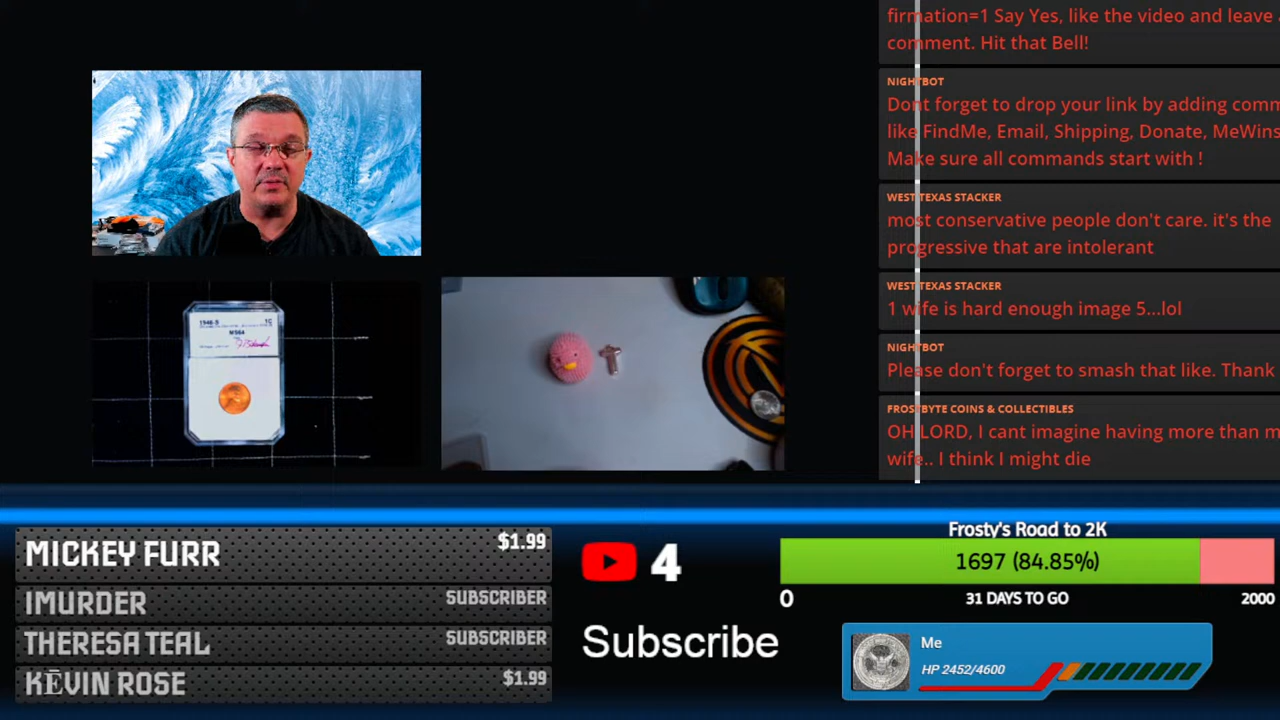 firmation=1 Say Yes, like the video and leave
comment. Hit that Bell!
NIGHTBOT
Dont forget to drop your link by adding comm
like FindMe, Email, Shipping, Donate, MeWins
Make sure all commands start with !
WEST TEXAS STACKER
most conservative people don't care. it's the
progressive that are intolerant
WEST TEXAS STACKER
1 wife is hard enough image 5...lol
NIGHTBOT
Please don't forget to smash that like. Thank
FROSTBYTE COINS & COLLECTIBLES
OH LORD, I cant imagine having more than m
wife.. I think I might die
1946-S 1C
MS64
MICKEY FURR $1.99
IMURDER SUBSCRIBER
THERESA TEAL SUBSCRIBER
KEVIN ROSE $1.99
4
Subscribe
Frosty's Road to 2K
1697 (84.85%)
0 31 DAYS TO GO 2000
Me
HP 2452/4600